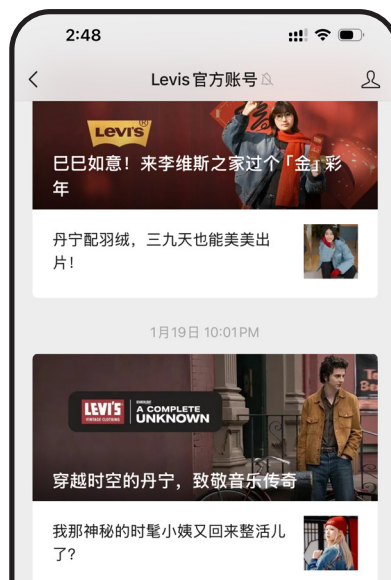 2:48
Levis官方账号
LEVI'S®
巳巳如意！来李维斯之家过个「金」彩
年
丹宁配羽绒，三九天也能美美出
片！
1月19日 10:01PM
LEVI'S
VINTAGE CLOTHING
A COMPLETE
UNKNOWN
穿越时空的丹宁，致敬音乐传奇
我那神秘的时髦小姨又回来整活儿
了？